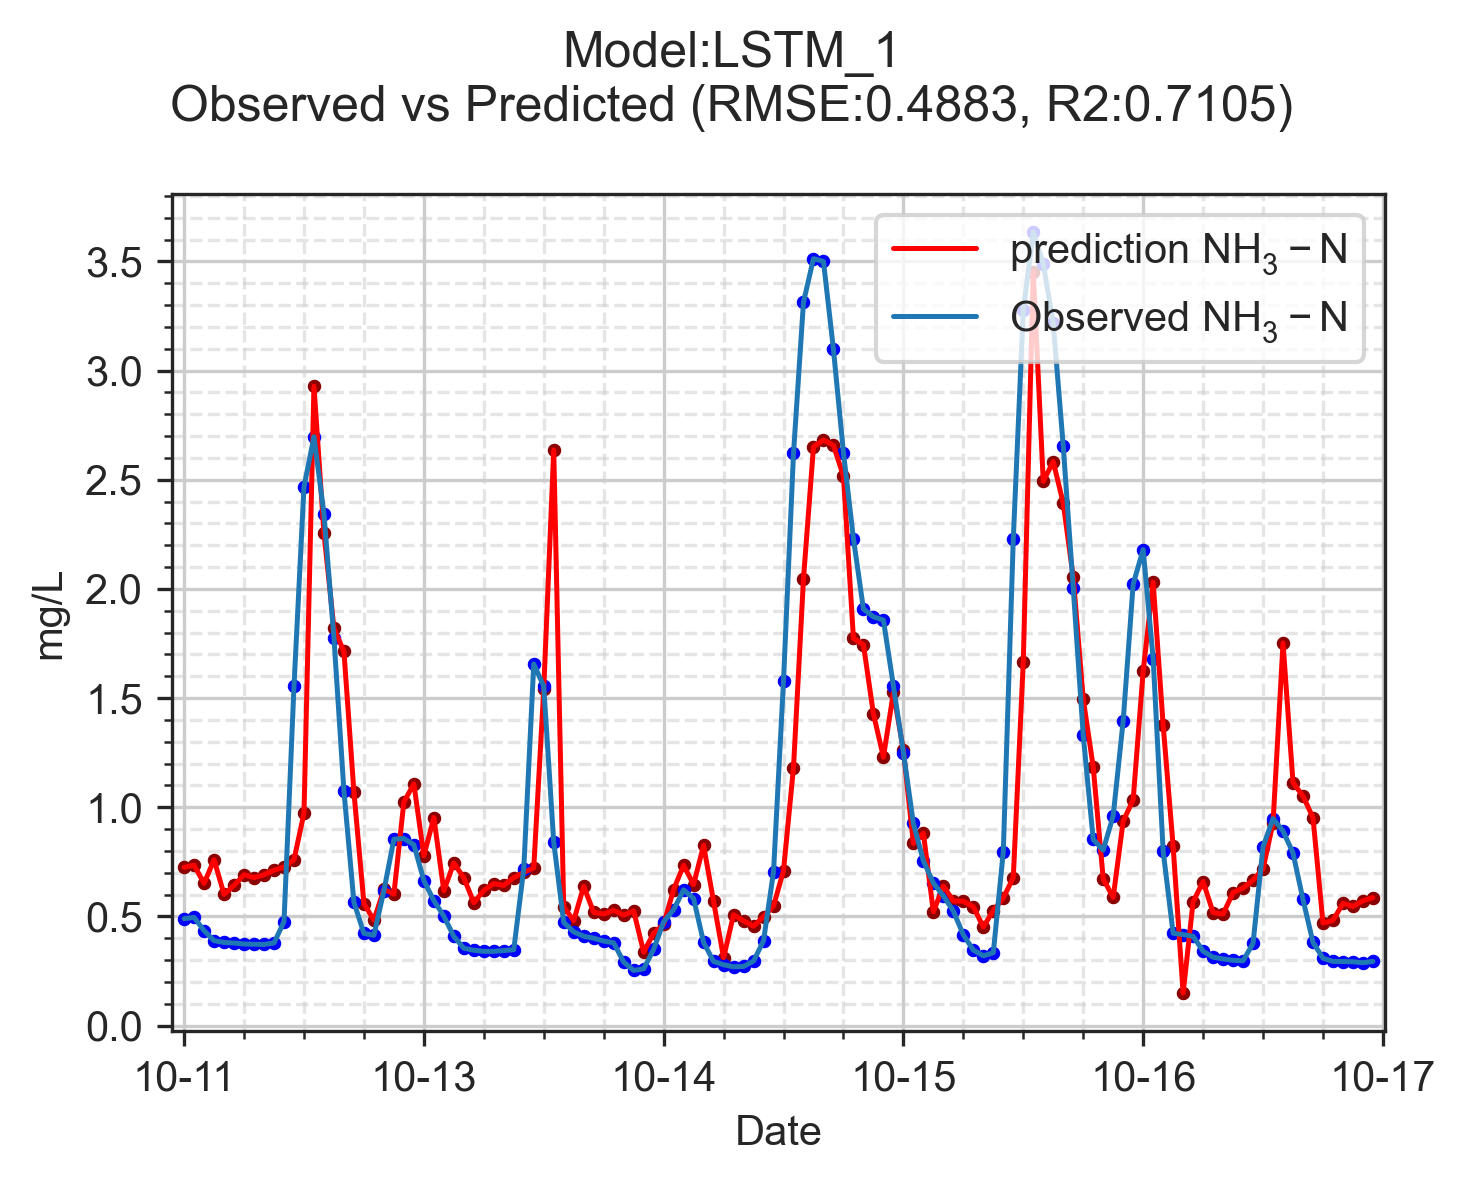 Model:LSTM_1
Observed vs Predicted (RMSE:0.4883, R2:0.7105)
prediction NH₃ − N
Observed NH₃ − N
mg/L
3.5
3.0
2.5
2.0
1.5
1.0
0.5
0.0
10-11 10-13 10-14 10-15 10-16 10-17
Date